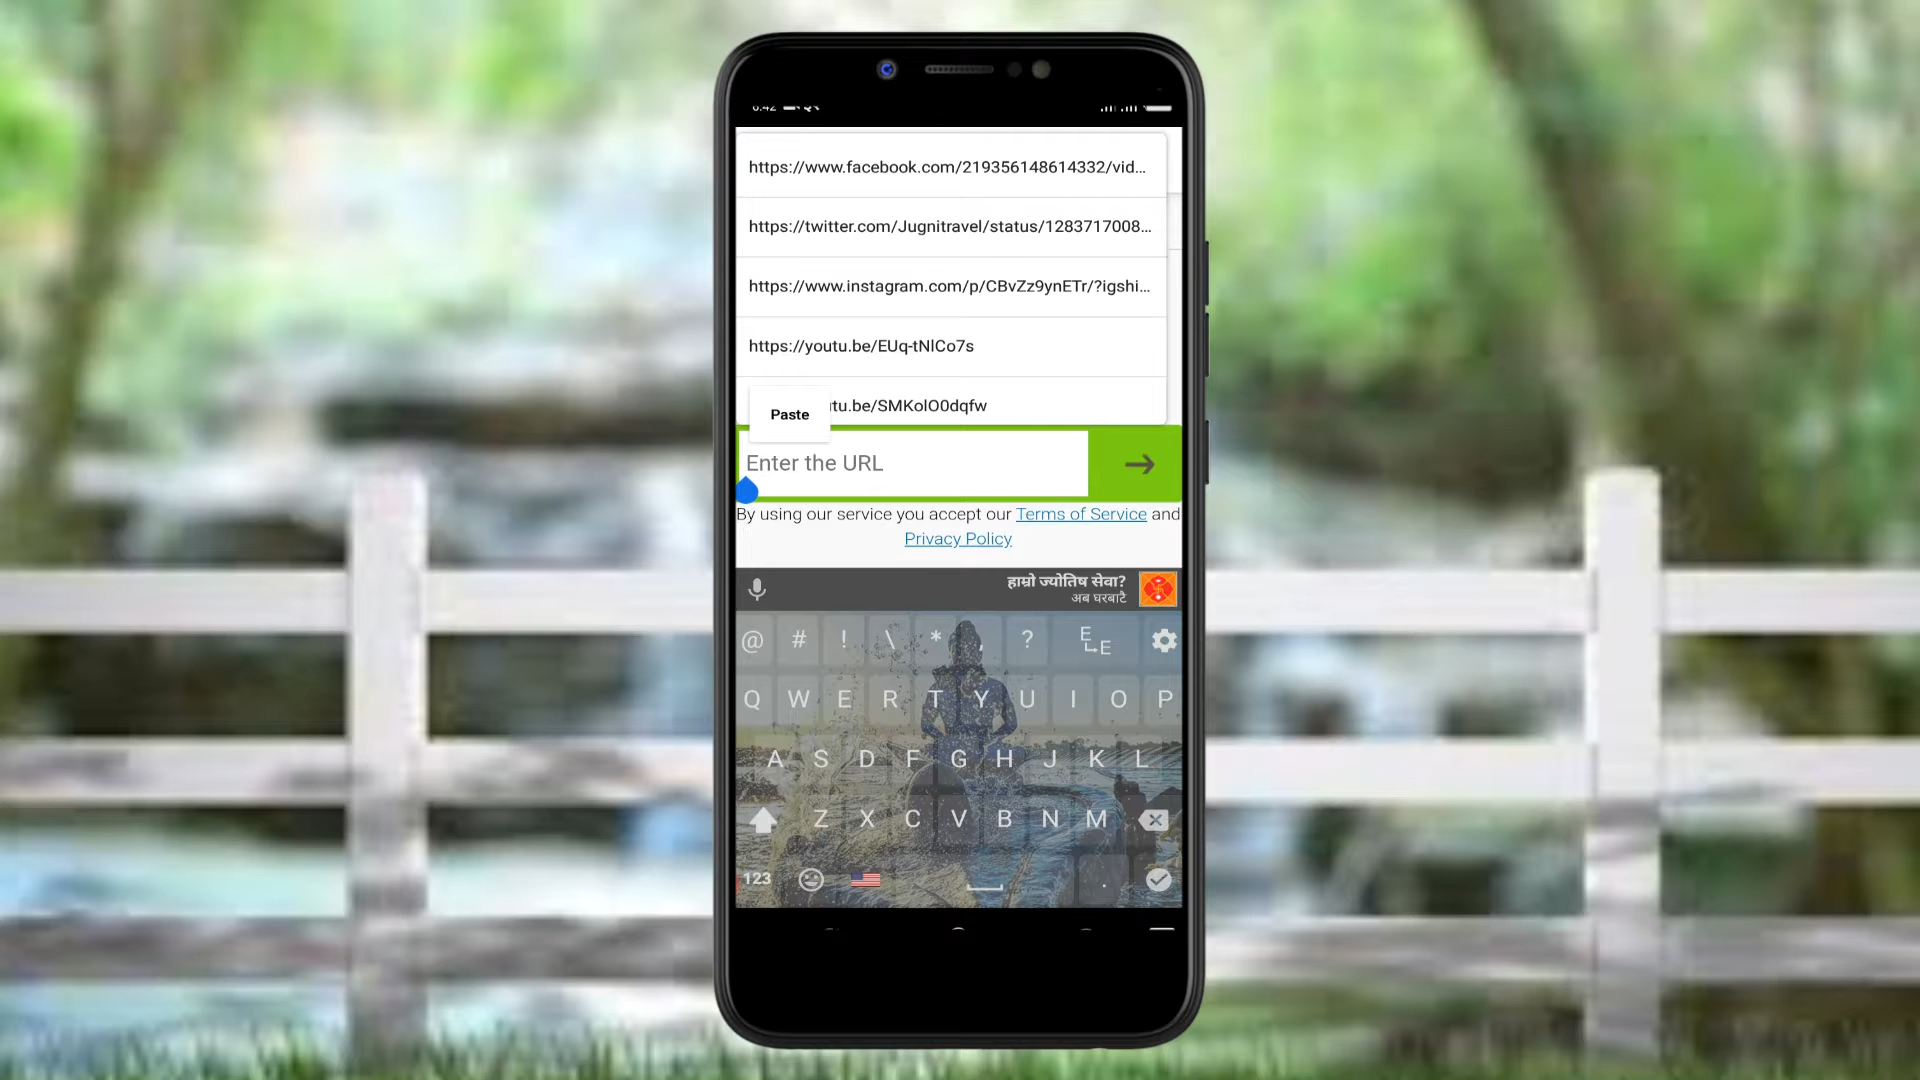 6:42
https://www.facebook.com/219356148614332/vid...
https://twitter.com/Jugnitravel/status/1283717008...
https://www.instagram.com/p/CBvZz9ynETr/?igshi...
https://youtu.be/EUq-tNlCo7s
tu.be/SMKolO0dqfw
Paste
Enter the URL
By using our service you accept our Terms of Service and
Privacy Policy
हाम्रो ज्योतिष सेवा?
अब घरबाटै
@ # ! \ * , ? E E
Q W E R T Y U I O P
A S D F G H J K L
Z X C V B N M
123 .